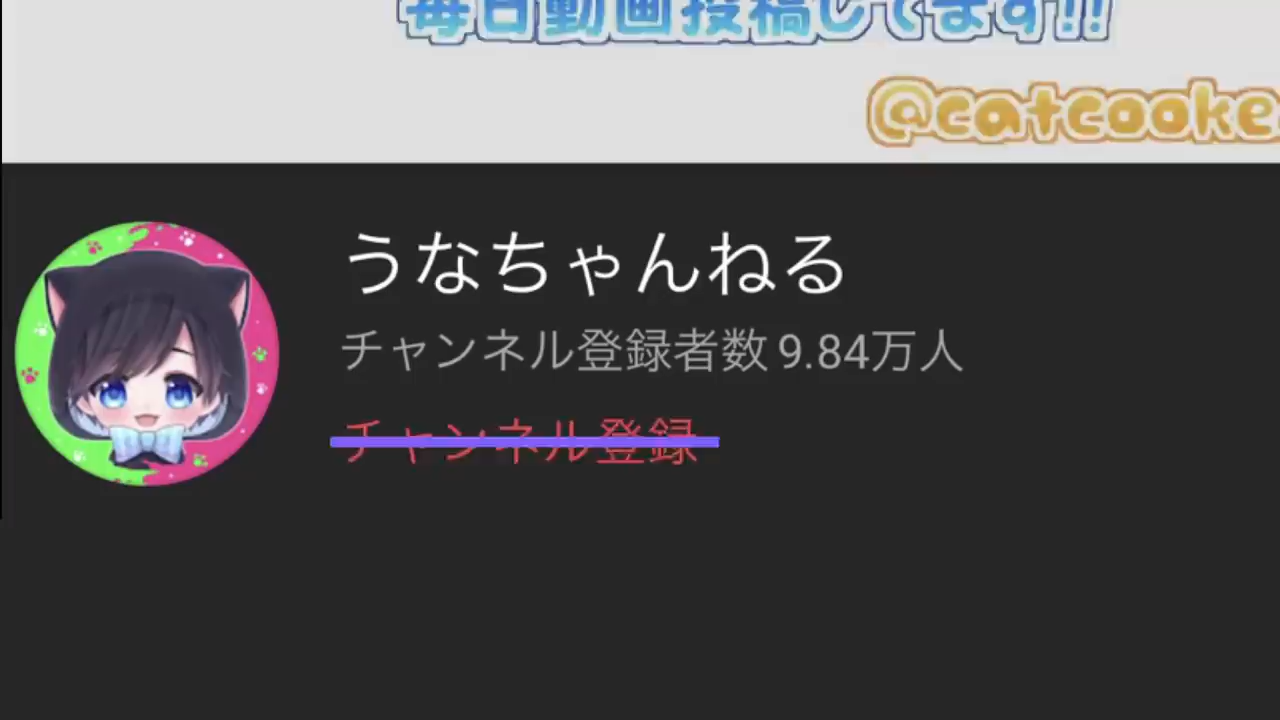 毎日動画投稿してます!!
@catcooke
うなちゃんねる
チャンネル登録者数 9.84万人
チャンネル登録